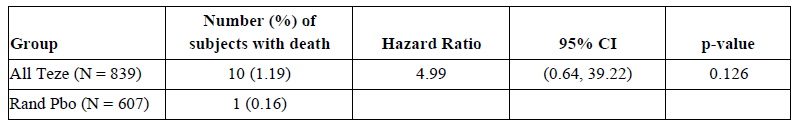 Group Number (%) of subjects with death Hazard Ratio 95% CI p-value
All Teze (N = 839) 10 (1.19) 4.99 (0.64, 39.22) 0.126
Rand Pbo (N = 607) 1 (0.16)